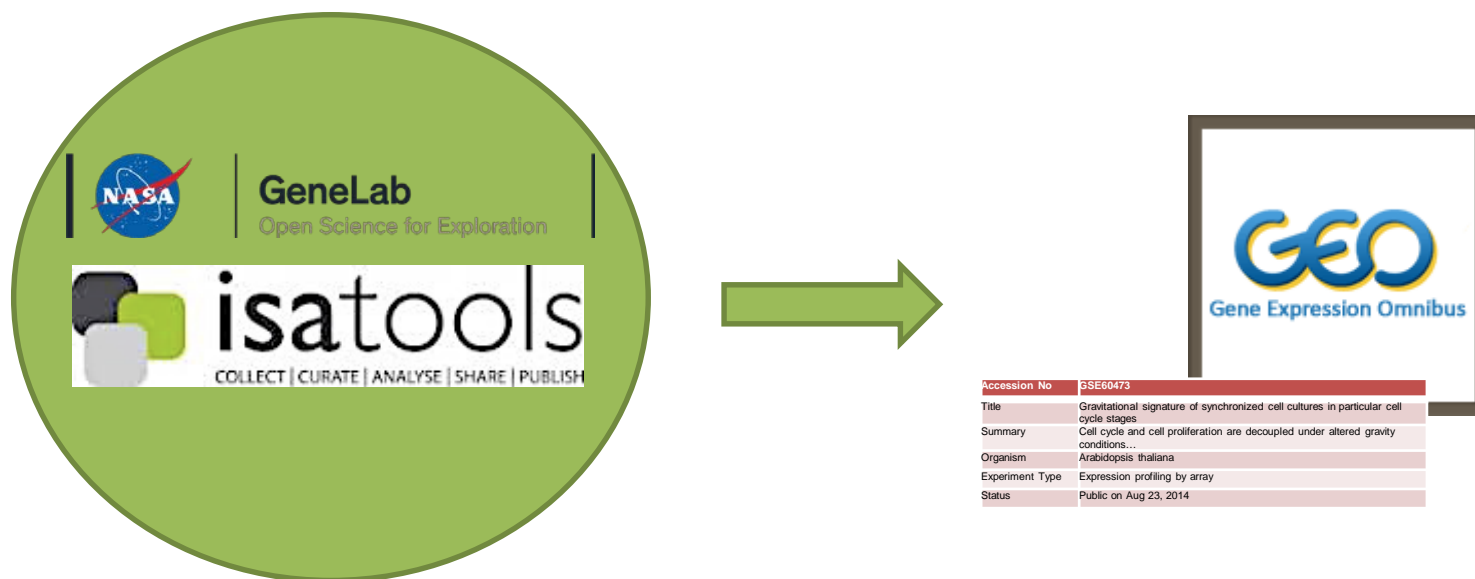 NASA
GeneLab
Open Science for Exploration
isatools
COLLECT | CURATE | ANALYSE | SHARE | PUBLISH
GEO
Gene Expression Omnibus
Accession No GSE60473
Title Gravitational signature of synchronized cell cultures in particular cell
cycle stages
Summary Cell cycle and cell proliferation are decoupled under altered gravity
conditions…
Organism Arabidopsis thaliana
Experiment Type Expression profiling by array
Status Public on Aug 23, 2014